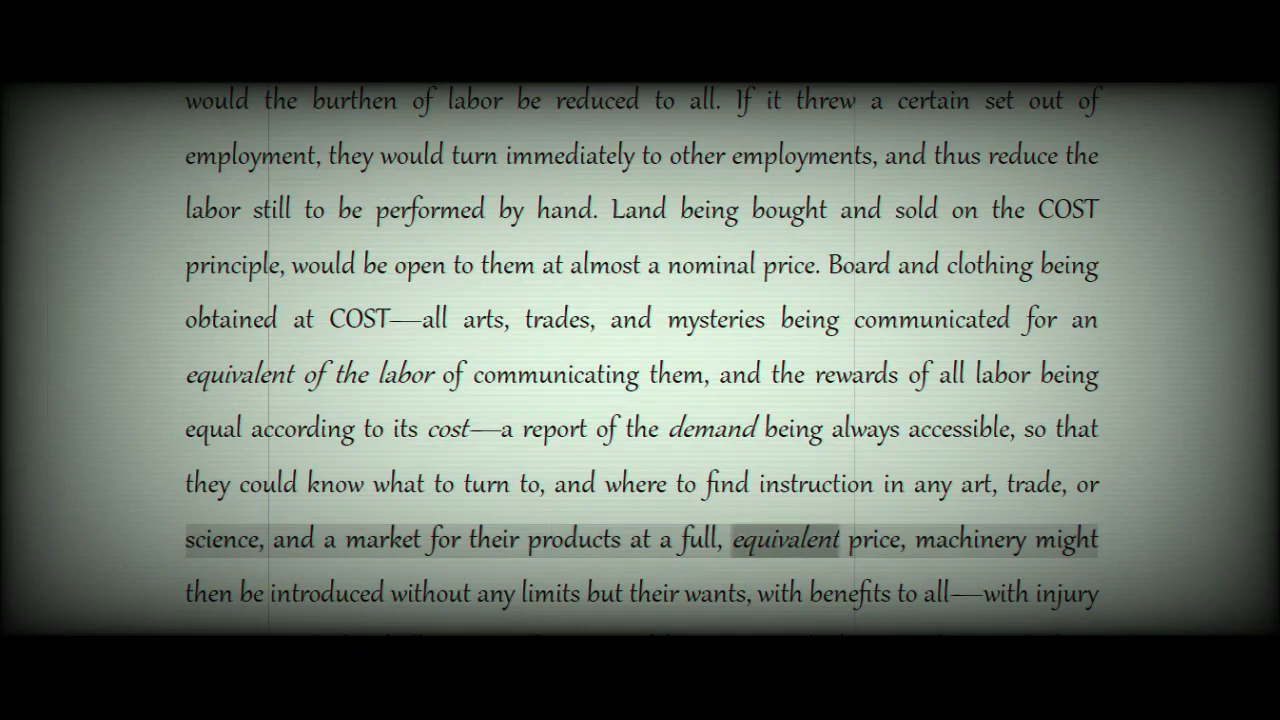 would the burthen of labor be reduced to all. If it threw a certain set out of
employment, they would turn immediately to other employments, and thus reduce the
labor still to be performed by hand. Land being bought and sold on the COST
principle, would be open to them at almost a nominal price. Board and clothing being
obtained at COST—all arts, trades, and mysteries being communicated for an
equivalent of the labor of communicating them, and the rewards of all labor being
equal according to its cost—a report of the demand being always accessible, so that
they could know what to turn to, and where to find instruction in any art, trade, or
science, and a market for their products at a full, equivalent price, machinery might
then be introduced without any limits but their wants, with benefits to all—with injury